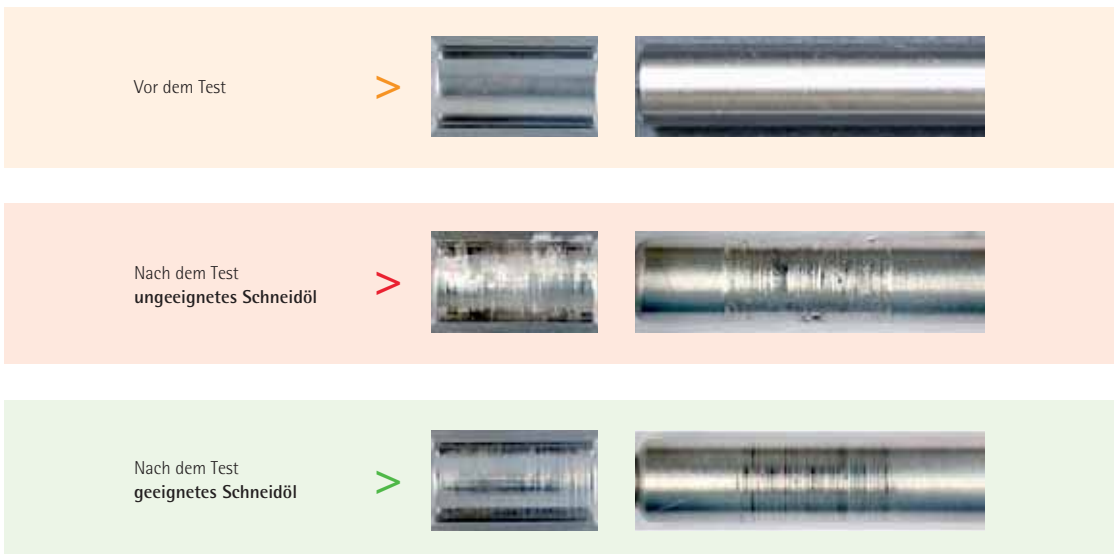 Vor dem Test
>
Nach dem Test
ungeeignetes Schneidöl
>
Nach dem Test
geeignetes Schneidöl
>